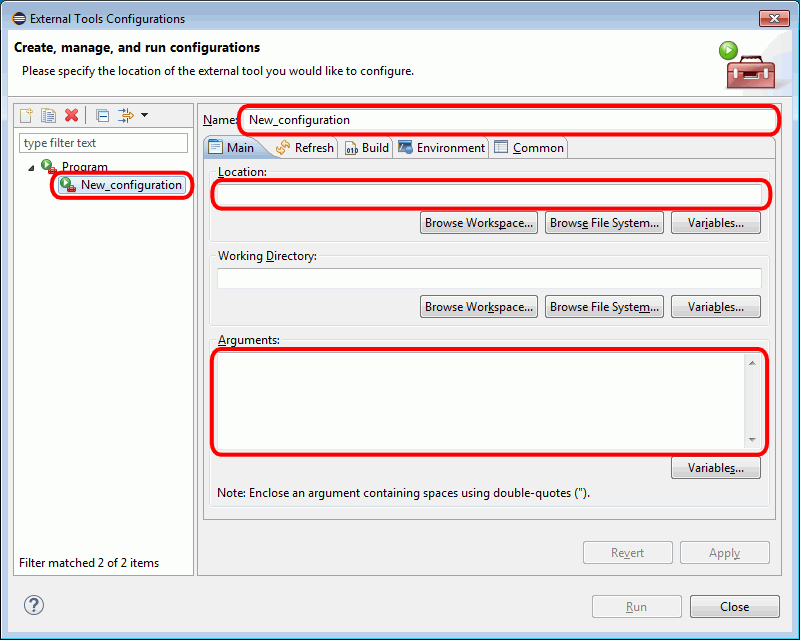 External Tools Configurations
Create, manage, and run configurations
Please specify the location of the external tool you would like to configure.
type filter text
Program
New_configuration
Filter matched 2 of 2 items
Name: New_configuration
Main Refresh Build Environment Common
Location:
Browse Workspace... Browse File System... Variables...
Working Directory:
Browse Workspace... Browse File System... Variables...
Arguments:
Variables...
Note: Enclose an argument containing spaces using double-quotes (").
Revert Apply
? Run Close